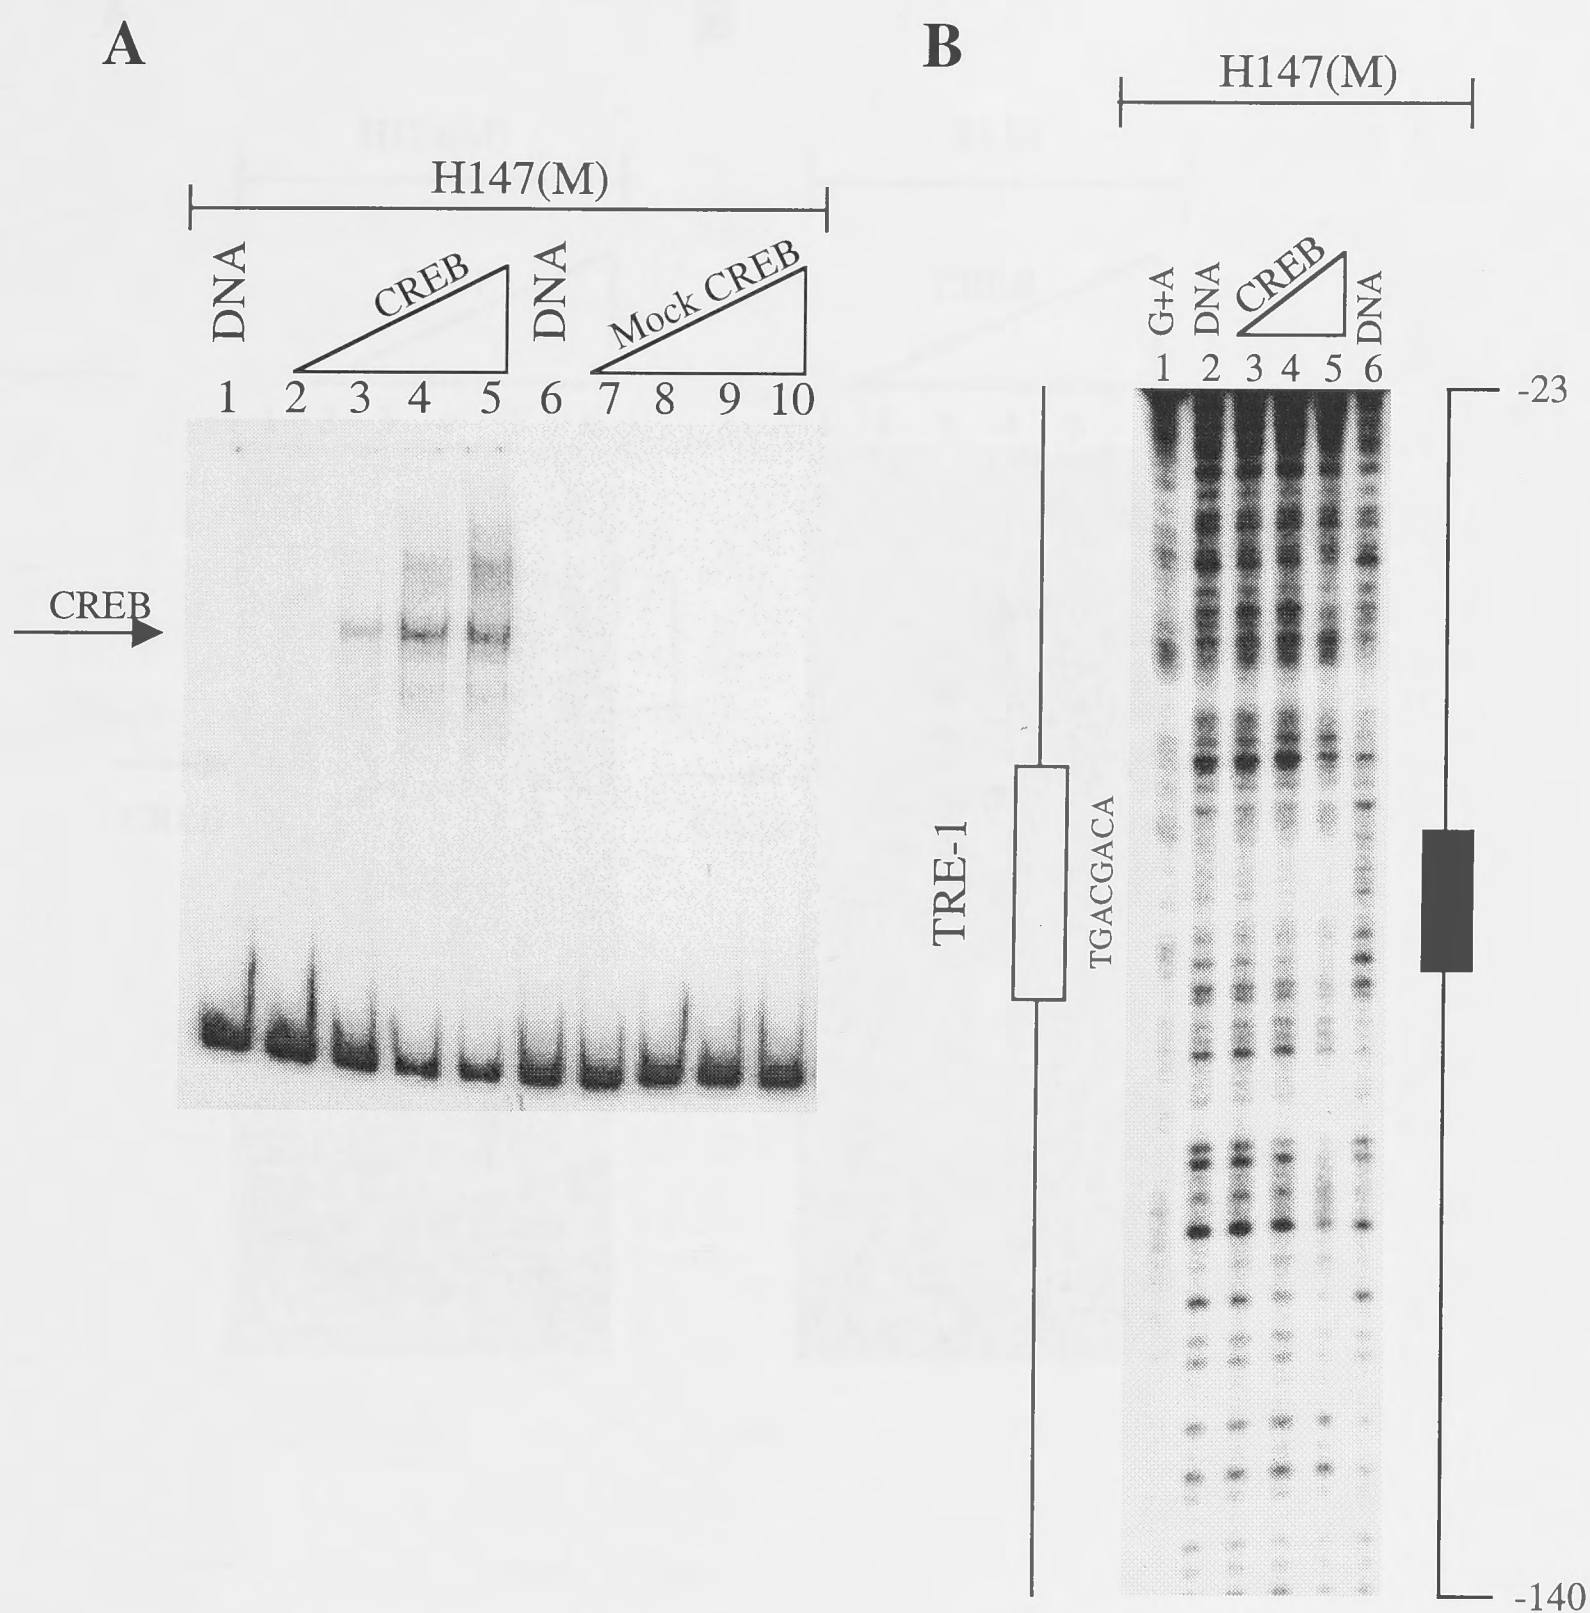 A
H147(M)
DNA
CREB
DNA
Mock CREB
1 2 3 4 5 6 7 8 9 10
CREB
B
H147(M)
G+A
DNA
CREB
DNA
1 2 3 4 5 6
-23
TRE-1
TGACGACA
-140